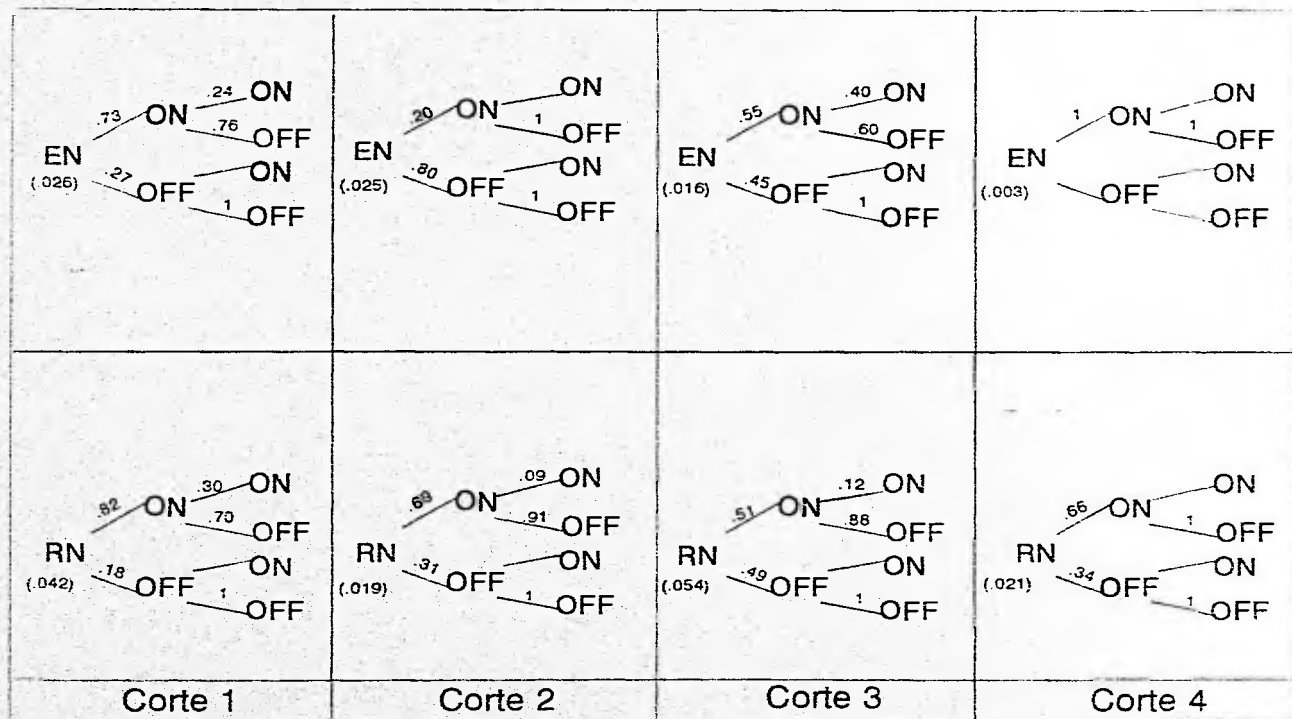 .24 ON
.73 ON
.76 OFF
EN
(.026)
ON
.27 OFF
1 OFF
ON
.20 ON
1 OFF
EN
(.025)
ON
.80 OFF
1 OFF
.40 ON
.55 ON
.60 OFF
EN
(.016)
ON
.45 OFF
1 OFF
ON
1 ON
1 OFF
EN
(.003)
ON
OFF
OFF
.30 ON
.82 ON
.70 OFF
RN
(.042)
ON
.18 OFF
1 OFF
.09 ON
.69 ON
.91 OFF
RN
(.019)
ON
.31 OFF
1 OFF
.12 ON
.51 ON
.88 OFF
RN
(.054)
ON
.49 OFF
1 OFF
ON
.66 ON
1 OFF
RN
(.021)
ON
.34 OFF
1 OFF
Corte 1
Corte 2
Corte 3
Corte 4